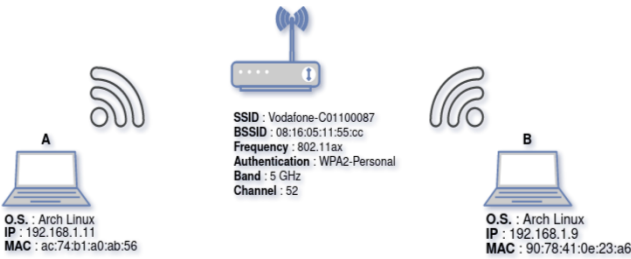 SSID : Vodafone-C01100087
BSSID : 08:16:05:11:55:cc
Frequency : 802.11ax
Authentication : WPA2-Personal
Band : 5 GHz
Channel : 52
A
O.S. : Arch Linux
IP : 192.168.1.11
MAC : ac:74:b1:a0:ab:56
B
O.S. : Arch Linux
IP : 192.168.1.9
MAC : 90:78:41:0e:23:a6